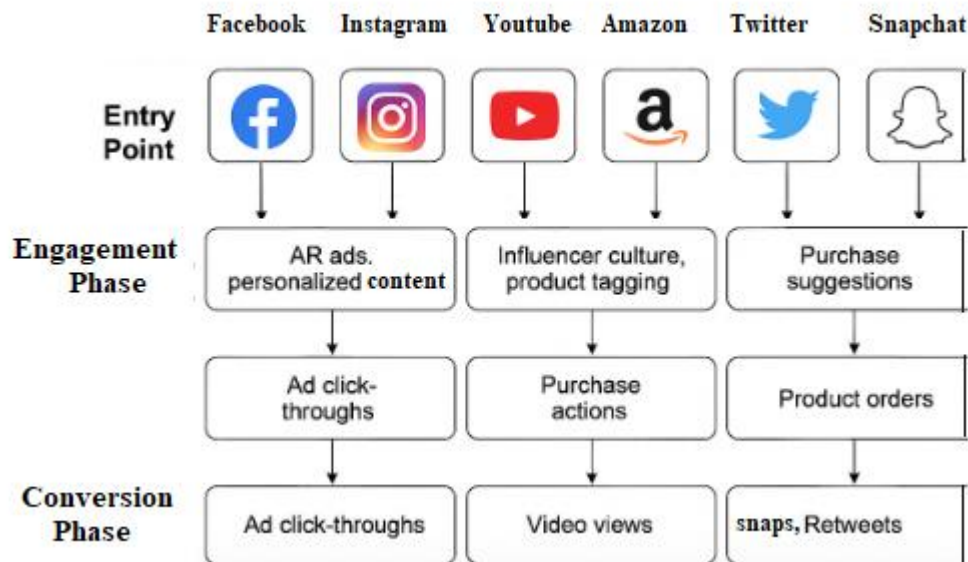 Facebook Instagram Youtube Amazon Twitter Snapchat
Entry
Point
Engagement
Phase
AR ads.
personalized content
Influencer culture,
product tagging
Purchase
suggestions
Ad click-
throughs
Purchase
actions
Product orders
Conversion
Phase
Ad click-throughs
Video views
snaps, Retweets